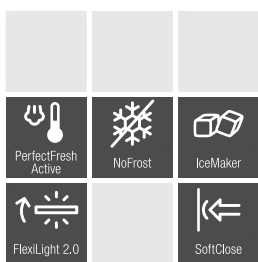 PerfectFresh
Active
NoFrost
IceMaker
FlexiLight 2.0
SoftClose